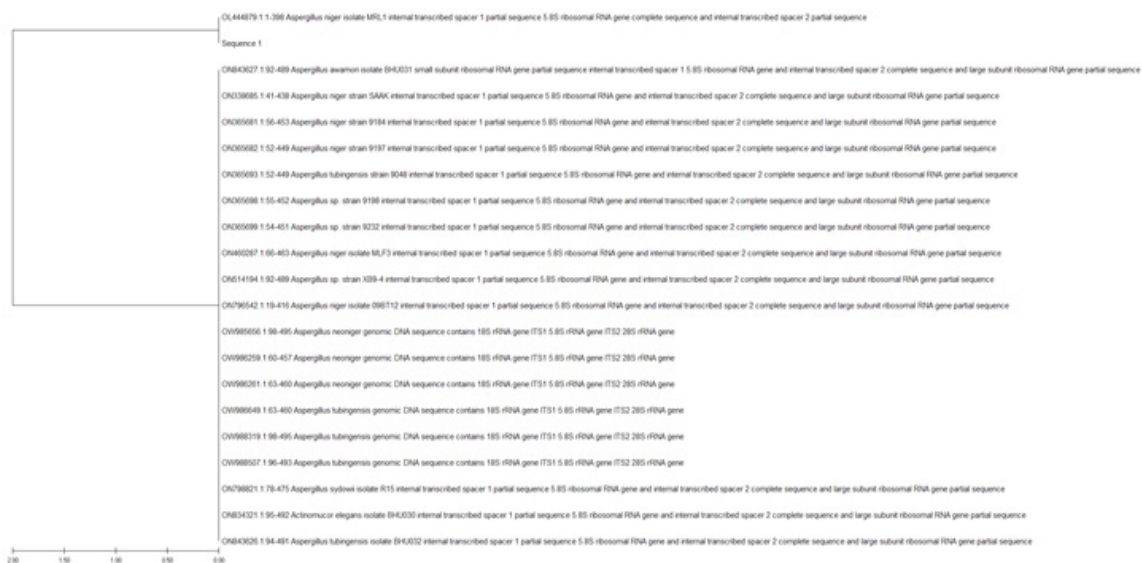 OL444879.1:1-398 Aspergillus niger isolate MRL1 internal transcribed spacer 1 partial sequence 5.8S ribosomal RNA gene complete sequence and internal transcribed spacer 2 partial sequence
Sequence 1
ON843627.1:92-489 Aspergillus awamori isolate BHU031 small subunit ribosomal RNA gene partial sequence internal transcribed spacer 1 5.8S ribosomal RNA gene and internal transcribed spacer 2 complete sequence and large subunit ribosomal RNA gene partial sequence
ON339685.1:41-438 Aspergillus niger strain SAAK internal transcribed spacer 1 partial sequence 5.8S ribosomal RNA gene and internal transcribed spacer 2 complete sequence and large subunit ribosomal RNA gene partial sequence
ON365681.1:56-453 Aspergillus niger strain 9184 internal transcribed spacer 1 partial sequence 5.8S ribosomal RNA gene and internal transcribed spacer 2 complete sequence and large subunit ribosomal RNA gene partial sequence
ON365682.1:52-449 Aspergillus niger strain 9197 internal transcribed spacer 1 partial sequence 5.8S ribosomal RNA gene and internal transcribed spacer 2 complete sequence and large subunit ribosomal RNA gene partial sequence
ON365693.1:52-449 Aspergillus tubingensis strain 9048 internal transcribed spacer 1 partial sequence 5.8S ribosomal RNA gene and internal transcribed spacer 2 complete sequence and large subunit ribosomal RNA gene partial sequence
ON365698.1:55-452 Aspergillus sp. strain 9198 internal transcribed spacer 1 partial sequence 5.8S ribosomal RNA gene and internal transcribed spacer 2 complete sequence and large subunit ribosomal RNA gene partial sequence
ON365699.1:54-451 Aspergillus sp. strain 9232 internal transcribed spacer 1 partial sequence 5.8S ribosomal RNA gene and internal transcribed spacer 2 complete sequence and large subunit ribosomal RNA gene partial sequence
ON460287.1:66-463 Aspergillus niger isolate MLF3 internal transcribed spacer 1 partial sequence 5.8S ribosomal RNA gene and internal transcribed spacer 2 complete sequence and large subunit ribosomal RNA gene partial sequence
ON514194.1:92-489 Aspergillus sp. strain XJ99-4 internal transcribed spacer 1 partial sequence 5.8S ribosomal RNA gene and internal transcribed spacer 2 complete sequence and large subunit ribosomal RNA gene partial sequence
ON796542.1:19-416 Aspergillus niger isolate 09BT12 internal transcribed spacer 1 partial sequence 5.8S ribosomal RNA gene and internal transcribed spacer 2 complete sequence and large subunit ribosomal RNA gene partial sequence
OW985656.1:98-495 Aspergillus neoniger genomic DNA sequence contains 18S rRNA gene ITS1 5.8S rRNA gene ITS2 28S rRNA gene
OW986259.1:60-457 Aspergillus neoniger genomic DNA sequence contains 18S rRNA gene ITS1 5.8S rRNA gene ITS2 28S rRNA gene
OW986261.1:63-460 Aspergillus neoniger genomic DNA sequence contains 18S rRNA gene ITS1 5.8S rRNA gene ITS2 28S rRNA gene
OW986649.1:63-460 Aspergillus tubingensis genomic DNA sequence contains 18S rRNA gene ITS1 5.8S rRNA gene ITS2 28S rRNA gene
OW988319.1:98-495 Aspergillus tubingensis genomic DNA sequence contains 18S rRNA gene ITS1 5.8S rRNA gene ITS2 28S rRNA gene
OW988507.1:96-493 Aspergillus tubingensis genomic DNA sequence contains 18S rRNA gene ITS1 5.8S rRNA gene ITS2 28S rRNA gene
ON798821.1:78-475 Aspergillus sydowii isolate R15 internal transcribed spacer 1 partial sequence 5.8S ribosomal RNA gene and internal transcribed spacer 2 complete sequence and large subunit ribosomal RNA gene partial sequence
ON834321.1:95-492 Actinomucor elegans isolate BHU030 internal transcribed spacer 1 partial sequence 5.8S ribosomal RNA gene and internal transcribed spacer 2 complete sequence and large subunit ribosomal RNA gene partial sequence
ON843626.1:94-491 Aspergillus tubingensis isolate BHU032 internal transcribed spacer 1 partial sequence 5.8S ribosomal RNA gene and internal transcribed spacer 2 complete sequence and large subunit ribosomal RNA gene partial sequence
2.00 1.50 1.00 0.50 0.00